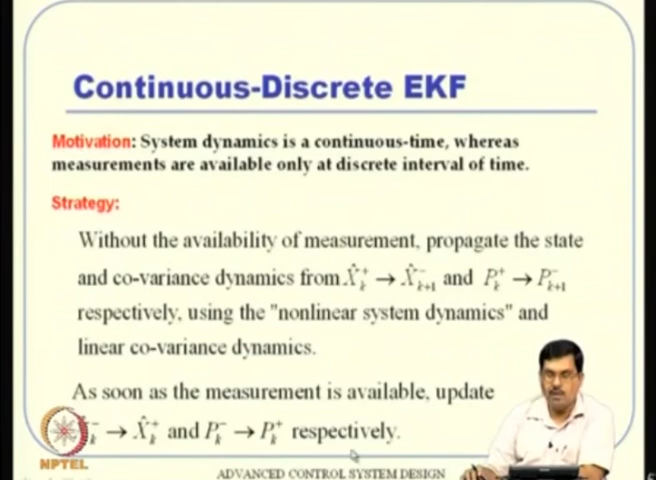 Continuous-Discrete EKF
Motivation: System dynamics is a continuous-time, whereas
measurements are available only at discrete interval of time.
Strategy:
Without the availability of measurement, propagate the state
and co-variance dynamics from X̂ₖ⁺ → X̂ₖ₊₁⁻ and Pₖ⁺ → Pₖ₊₁⁻
respectively, using the "nonlinear system dynamics" and
linear co-variance dynamics.
As soon as the measurement is available, update
ₖ⁻ → X̂ₖ⁺ and Pₖ⁻ → Pₖ⁺ respectively.
NPTEL
ADVANCED CONTROL SYSTEM DESIGN